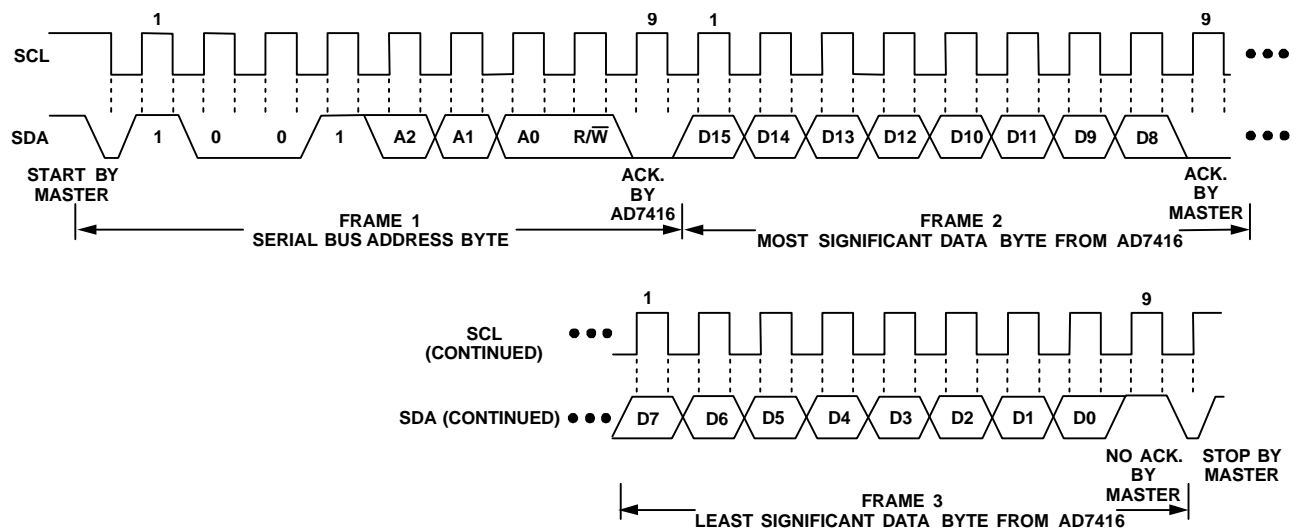 1 9 1 9
SCL
SDA 1 0 0 1 A2 A1 A0 R/W̅ D15 D14 D13 D12 D10 D11 D9 D8
START BY
MASTER
ACK.
BY
AD7416
ACK.
BY
MASTER
FRAME 1
SERIAL BUS ADDRESS BYTE
FRAME 2
MOST SIGNIFICANT DATA BYTE FROM AD7416
1 9
SCL
(CONTINUED)
SDA (CONTINUED) D7 D6 D5 D4 D3 D2 D1 D0
NO ACK.
BY
MASTER
STOP BY
MASTER
FRAME 3
LEAST SIGNIFICANT DATA BYTE FROM AD7416